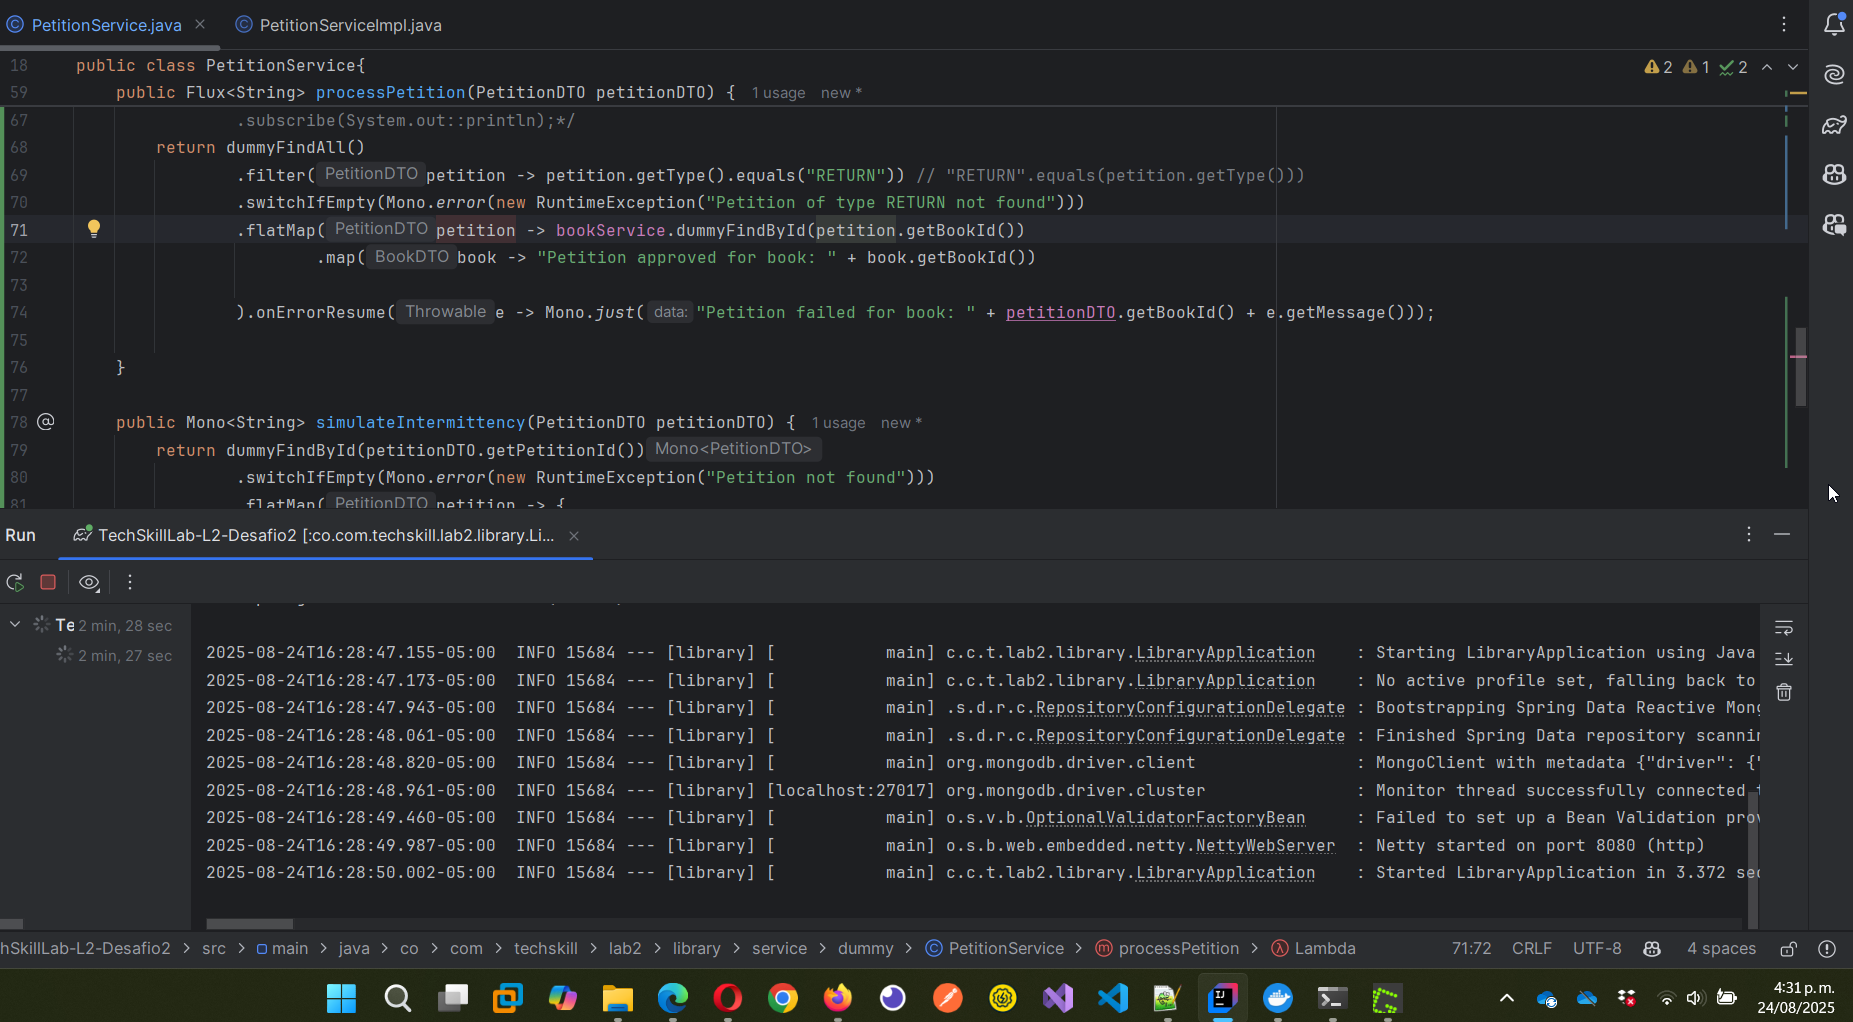 PetitionService.java
PetitionServiceImpl.java
18 public class PetitionService{
2 1 2
59 public Flux<String> processPetition(PetitionDTO petitionDTO) { 1 usage new *
67 .subscribe(System.out::println);*/
68 return dummyFindAll()
69 .filter( PetitionDTO petition -> petition.getType().equals("RETURN")) // "RETURN".equals(petition.getType()))
70 .switchIfEmpty(Mono.error(new RuntimeException("Petition of type RETURN not found")))
71 .flatMap( PetitionDTO petition -> bookService.dummyFindById(petition.getBookId())
72 .map( BookDTO book -> "Petition approved for book: " + book.getBookId())
73
74 ).onErrorResume( Throwable e -> Mono.just( data: "Petition failed for book: " + petitionDTO.getBookId() + e.getMessage()));
75
76 }
77
78 @ public Mono<String> simulateIntermittency(PetitionDTO petitionDTO) { 1 usage new *
79 return dummyFindById(petitionDTO.getPetitionId()) Mono<PetitionDTO>
80 .switchIfEmpty(Mono.error(new RuntimeException("Petition not found")))
81 .flatMap( PetitionDTO petition -> {
Run TechSkillLab-L2-Desafio2 [:co.com.techskill.lab2.library.Li...
Te 2 min, 28 sec
2 min, 27 sec
2025-08-24T16:28:47.155-05:00 INFO 15684 --- [library] [ main] c.c.t.lab2.library.LibraryApplication : Starting LibraryApplication using Java
2025-08-24T16:28:47.173-05:00 INFO 15684 --- [library] [ main] c.c.t.lab2.library.LibraryApplication : No active profile set, falling back to
2025-08-24T16:28:47.943-05:00 INFO 15684 --- [library] [ main] .s.d.r.c.RepositoryConfigurationDelegate : Bootstrapping Spring Data Reactive Mong
2025-08-24T16:28:48.061-05:00 INFO 15684 --- [library] [ main] .s.d.r.c.RepositoryConfigurationDelegate : Finished Spring Data repository scannin
2025-08-24T16:28:48.820-05:00 INFO 15684 --- [library] [ main] org.mongodb.driver.client : MongoClient with metadata {"driver": {"
2025-08-24T16:28:48.961-05:00 INFO 15684 --- [library] [localhost:27017] org.mongodb.driver.cluster : Monitor thread successfully connected t
2025-08-24T16:28:49.460-05:00 INFO 15684 --- [library] [ main] o.s.v.b.OptionalValidatorFactoryBean : Failed to set up a Bean Validation prov
2025-08-24T16:28:49.987-05:00 INFO 15684 --- [library] [ main] o.s.b.web.embedded.netty.NettyWebServer : Netty started on port 8080 (http)
2025-08-24T16:28:50.002-05:00 INFO 15684 --- [library] [ main] c.c.t.lab2.library.LibraryApplication : Started LibraryApplication in 3.372 sec
hSkillLab-L2-Desafio2 > src > main > java > co > com > techskill > lab2 > library > service > dummy > PetitionService > processPetition > Lambda 71:72 CRLF UTF-8 4 spaces
4:31 p. m.
24/08/2025